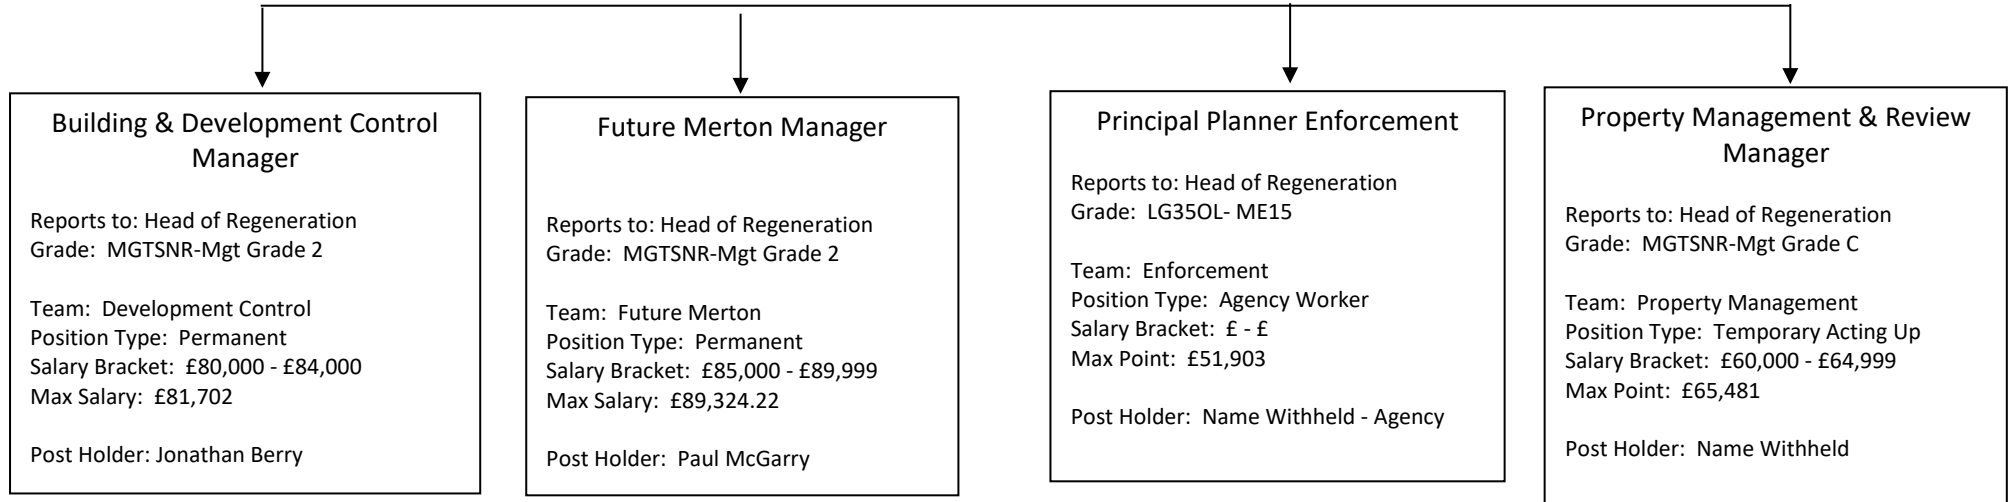 Building & Development Control
Manager
Reports to: Head of Regeneration
Grade:  MGTSNR-Mgt Grade 2
Team:  Development Control
Position Type:  Permanent
Salary Bracket:  £80,000 - £84,000
Max Salary: £81,702
Post Holder: Jonathan Berry
Future Merton Manager
Reports to: Head of Regeneration
Grade:  MGTSNR-Mgt Grade 2
Team:  Future Merton
Position Type:  Permanent
Salary Bracket:  £85,000 - £89,999
Max Salary:  £89,324.22
Post Holder:  Paul McGarry
Principal Planner Enforcement
Reports to: Head of Regeneration
Grade:  LG35OL- ME15
Team:  Enforcement
Position Type:  Agency Worker
Salary Bracket:  £ - £
Max Point:  £51,903
Post Holder:  Name Withheld - Agency
Property Management & Review
Manager
Reports to: Head of Regeneration
Grade:  MGTSNR-Mgt Grade C
Team:  Property Management
Position Type:  Temporary Acting Up
Salary Bracket:  £60,000 - £64,999
Max Point:  £65,481
Post Holder:  Name Withheld